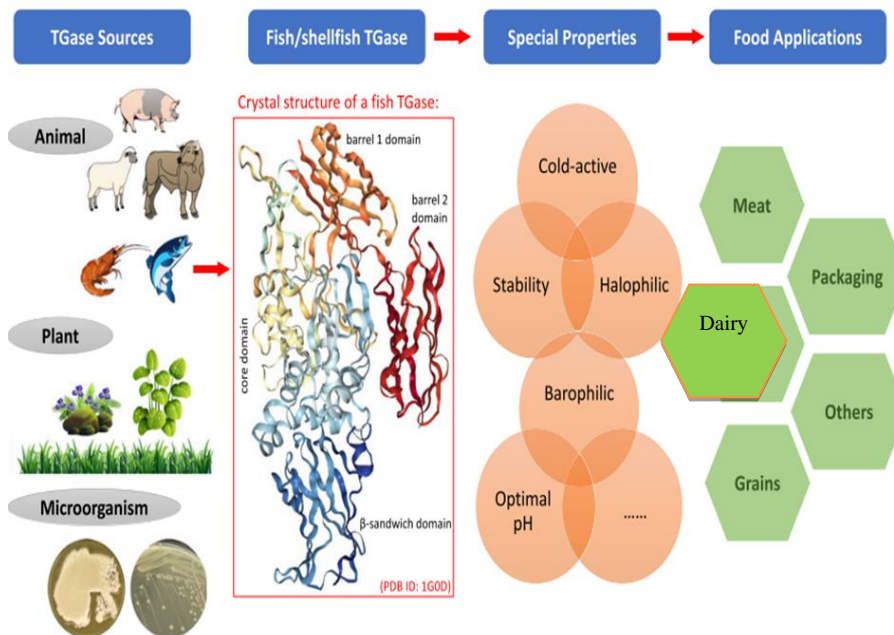 TGase Sources
Fish/shellfish TGase
Special Properties
Food Applications
Animal
Plant
Microorganism
Crystal structure of a fish TGase:
barrel 1 domain
barrel 2
domain
core domain
β-sandwich domain
(PDB ID: 1G0D)
Cold-active
Stability
Halophilic
Barophilic
Optimal
pH
......
Meat
Packaging
Dairy
Others
Grains